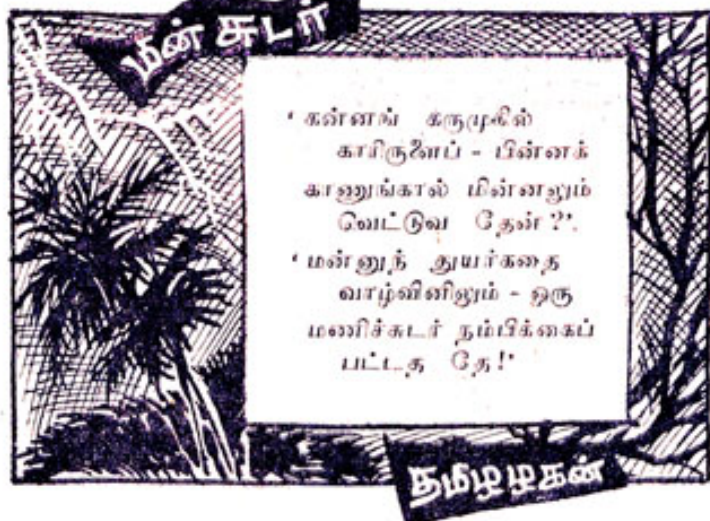 மின் சுடர்
' கன்னங் கருமுகில்
காரிருளைப் - பின்னக்
காணுங்கால் மின்னலும்
வெட்டுவ தேன் ?'.
' மன்னுந் துயர்கதை
வாழ்வினிலும் - ஒரு
மணிச்சுடர் நம்பிக்கைப்
பட்டத தே !'
தமிழழகன்